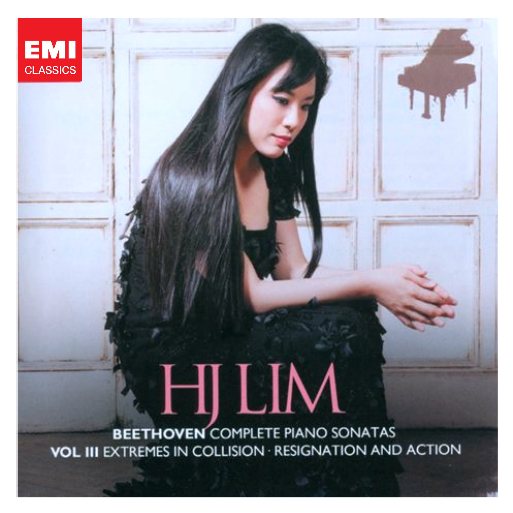 EMI
CLASSICS
HJ LIM
BEETHOVEN COMPLETE PIANO SONATAS
VOL III EXTREMES IN COLLISION · RESIGNATION AND ACTION